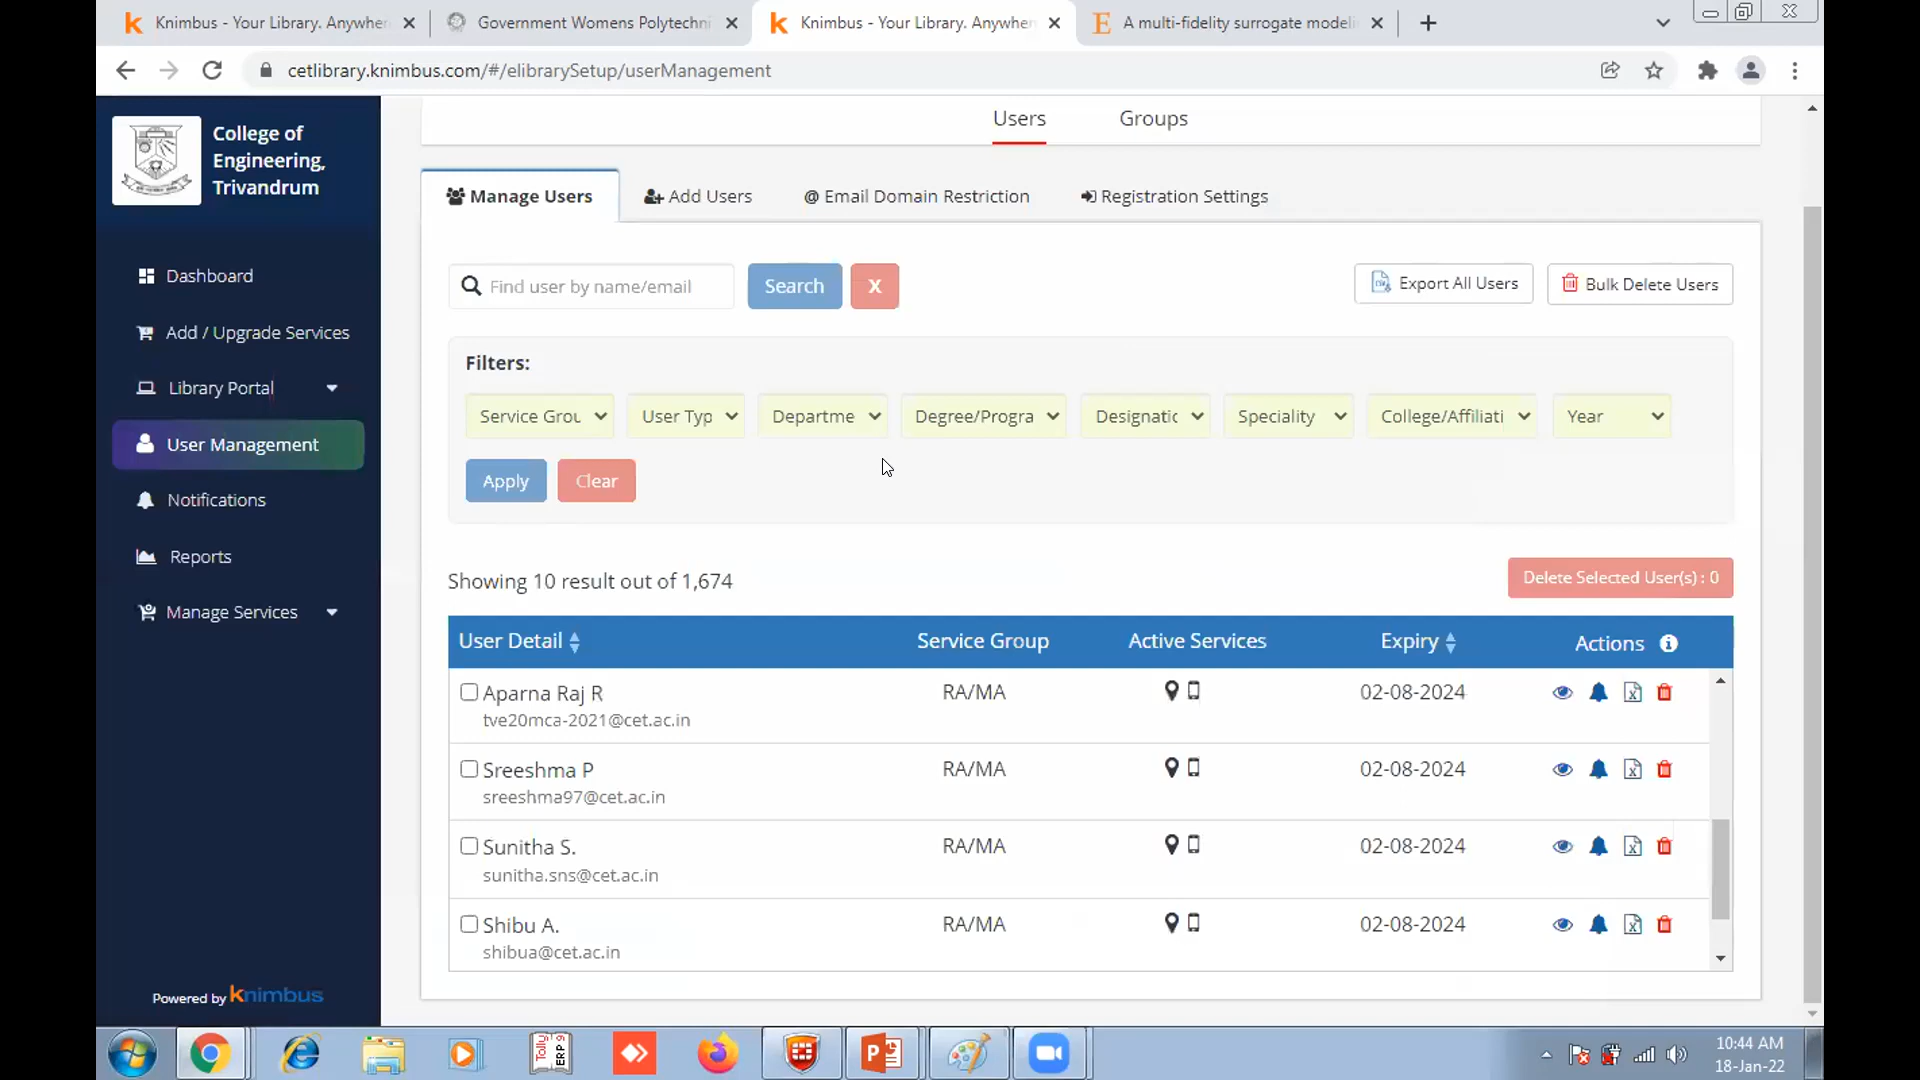 Knimbus - Your Library. Anywher
Government Womens Polytechni
Knimbus - Your Library. Anywher
A multi-fidelity surrogate modeli
cetlibrary.knimbus.com/#/elibrarySetup/userManagement
College of
Engineering,
Trivandrum
Dashboard
Add / Upgrade Services
Library Portal
User Management
Notifications
Reports
Manage Services
Powered by knimbus
Users Groups
Manage Users Add Users @ Email Domain Restriction Registration Settings
Find user by name/email Search X Export All Users Bulk Delete Users
Filters:
Service Grou User Typ Departme Degree/Progra Designatic Speciality College/Affiliati Year
Apply Clear
Showing 10 result out of 1,674 Delete Selected User(s) : 0
User Detail Service Group Active Services Expiry Actions
Aparna Raj R RA/MA 02-08-2024
tve20mca-2021@cet.ac.in
Sreeshma P RA/MA 02-08-2024
sreeshma97@cet.ac.in
Sunitha S. RA/MA 02-08-2024
sunitha.sns@cet.ac.in
Shibu A. RA/MA 02-08-2024
shibua@cet.ac.in
Tally ERP 9
10:44 AM
18-Jan-22